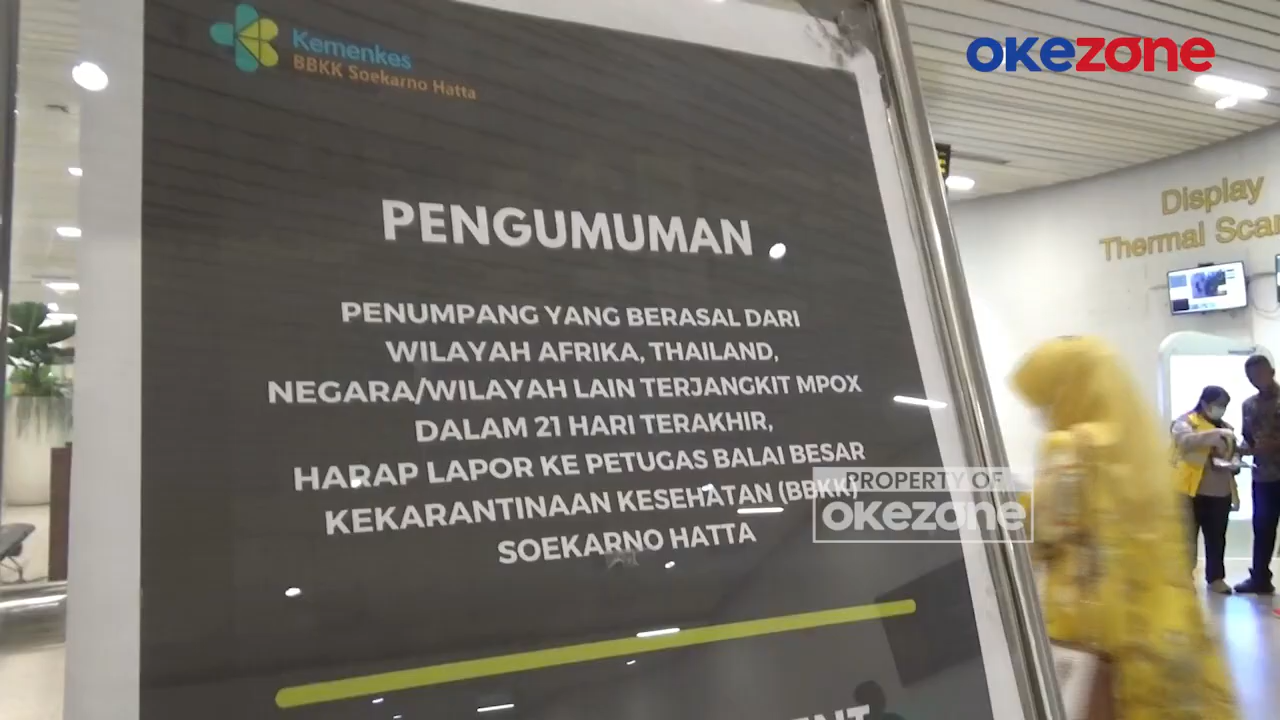 Kemenkes
BBKK Soekarno Hatta
okezone
Display
Thermal
PENGUMUMAN
PENUMPANG YANG BERASAL DARI
WILAYAH AFRIKA, THAILAND,
NEGARA/WILAYAH LAIN TERJANGKIT MPOX
DALAM 21 HARI TERAKHIR,
HARAP LAPOR KE PETUGAS BALAI BESAR
KEKARANTINAAN KESEHATAN (BBKK)
SOEKARNO HATTA
PROPERTY OF
okezone